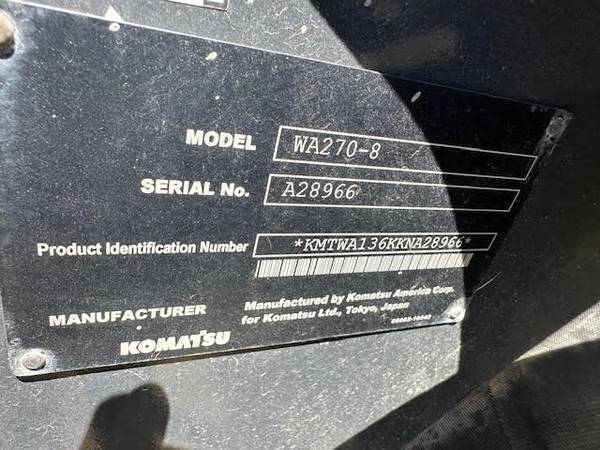 MODEL WA270-8
SERIAL No. A28966
Product Identification Number *KMTWA136KKNA28966*
MANUFACTURER
Manufactured by Komatsu America Corp.
for Komatsu Ltd., Tokyo, Japan
KOMATSU